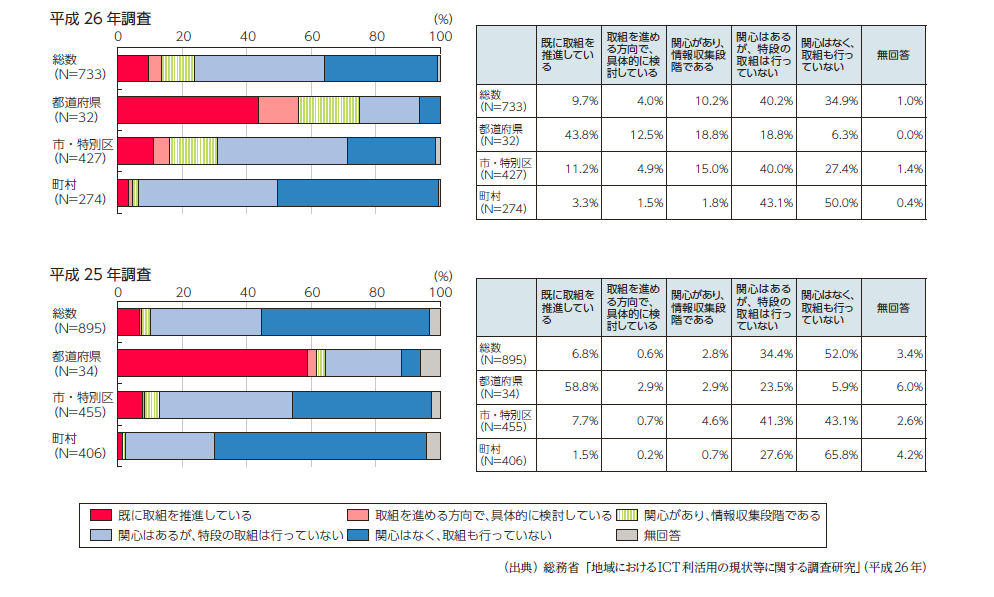 平成 26 年調査
(%)
0 20 40 60 80 100
総数
(N=733)
都道府県
(N=32)
市・特別区
(N=427)
町村
(N=274)
既に取組を
推進してい
る
取組を進め
る方向で、
具体的に検
討している
関心があり、
情報収集段
階である
関心はある
が、特段の
取組は行っ
ていない
関心はなく、
取組も行っ
ていない
無回答
総数
(N=733)
9.7% 4.0% 10.2% 40.2% 34.9% 1.0%
都道府県
(N=32)
43.8% 12.5% 18.8% 18.8% 6.3% 0.0%
市・特別区
(N=427)
11.2% 4.9% 15.0% 40.0% 27.4% 1.4%
町村
(N=274)
3.3% 1.5% 1.8% 43.1% 50.0% 0.4%
平成 25 年調査
(%)
0 20 40 60 80 100
総数
(N=895)
都道府県
(N=34)
市・特別区
(N=455)
町村
(N=406)
既に取組を
推進してい
る
取組を進め
る方向で、
具体的に検
討している
関心があり、
情報収集段
階である
関心はある
が、特段の
取組は行っ
ていない
関心はなく、
取組も行っ
ていない
無回答
総数
(N=895)
6.8% 0.6% 2.8% 34.4% 52.0% 3.4%
都道府県
(N=34)
58.8% 2.9% 2.9% 23.5% 5.9% 6.0%
市・特別区
(N=455)
7.7% 0.7% 4.6% 41.3% 43.1% 2.6%
町村
(N=406)
1.5% 0.2% 0.7% 27.6% 65.8% 4.2%
既に取組を推進している 取組を進める方向で、具体的に検討している 関心があり、情報収集段階である
関心はあるが、特段の取組は行っていない 関心はなく、取組も行っていない 無回答
(出典)総務省「地域におけるICT利活用の現状等に関する調査研究」(平成26年)